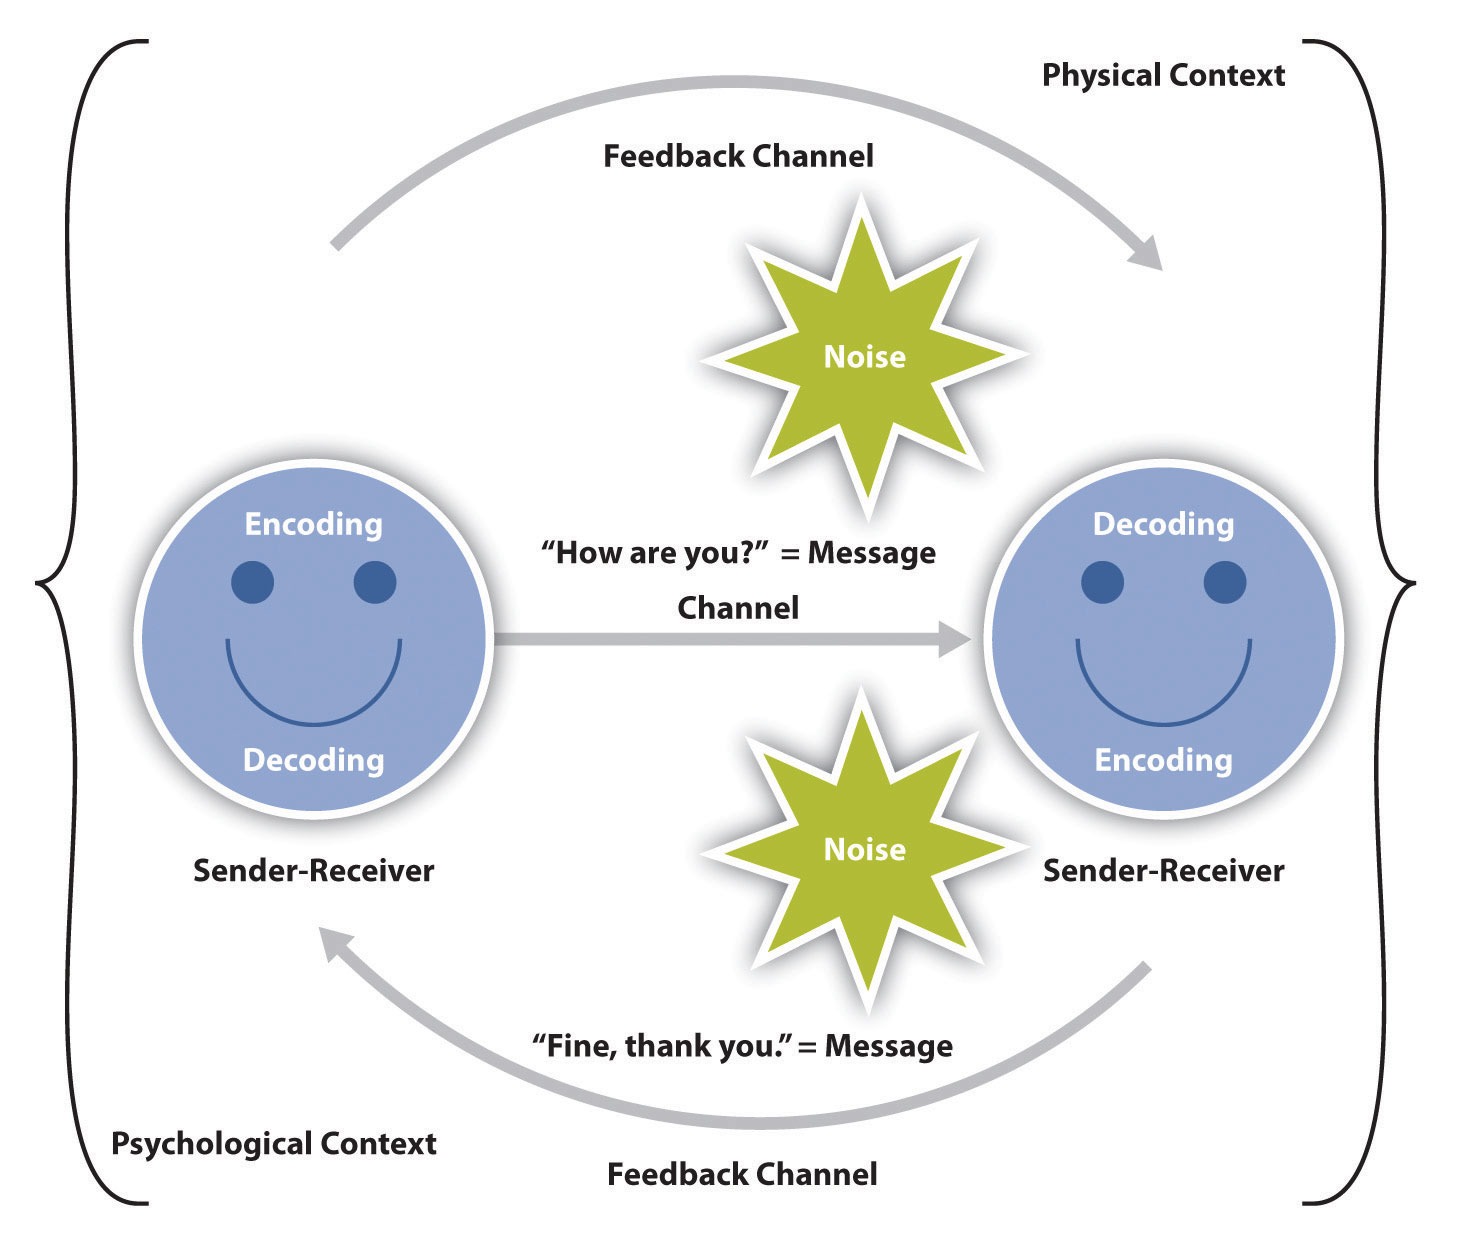 Physical Context
Feedback Channel
Noise
Encoding
Decoding
“How are you?” = Message
Channel
Decoding
Encoding
Noise
Sender-Receiver
Sender-Receiver
“Fine, thank you.” = Message
Psychological Context
Feedback Channel